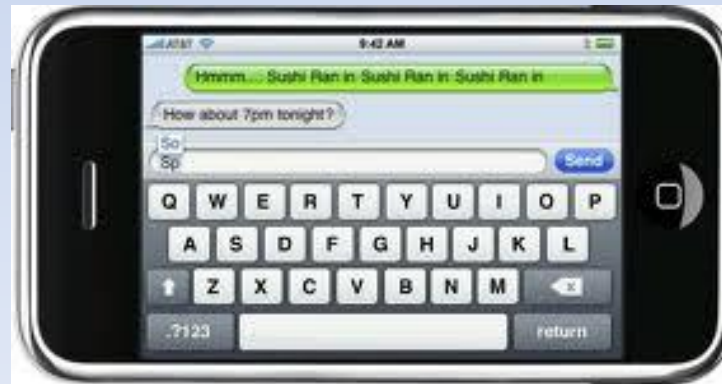 AT&T 9:42 AM
Hmmm... Sushi Ran in Sushi Ran in Sushi Ran in
How about 7pm tonight?
So
Sp
Send
Q W E R T Y U I O P
A S D F G H J K L
Z X C V B N M
.?123 return